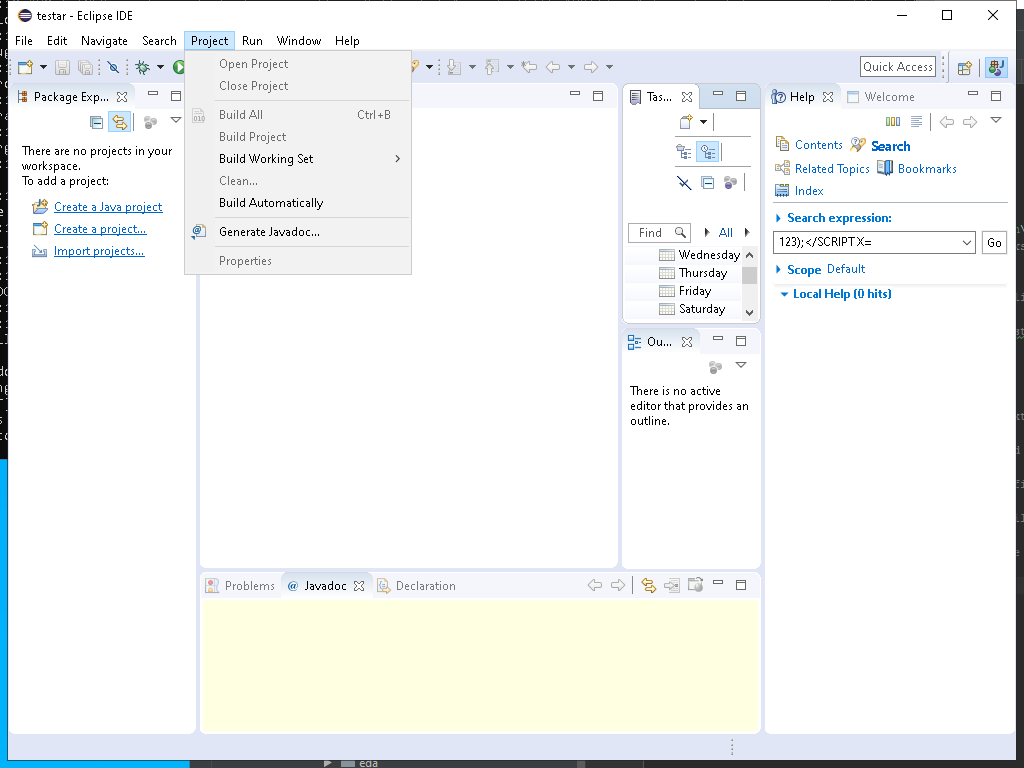 testar - Eclipse IDE
File Edit Navigate Search Project Run Window Help
Quick Access
Open Project
Close Project
Build All Ctrl+B
Build Project
Build Working Set
Clean...
Build Automatically
Generate Javadoc...
Properties
Package Exp...
There are no projects in your
workspace.
To add a project:
Create a Java project
Create a project...
Import projects...
Tas...
Find All
Wednesday
Thursday
Friday
Saturday
Ou...
There is no active
editor that provides an
outline.
Help Welcome
Contents Search
Related Topics Bookmarks
Index
Search expression:
123);</SCRIPT X= Go
Scope Default
Local Help (0 hits)
Problems Javadoc Declaration
eda